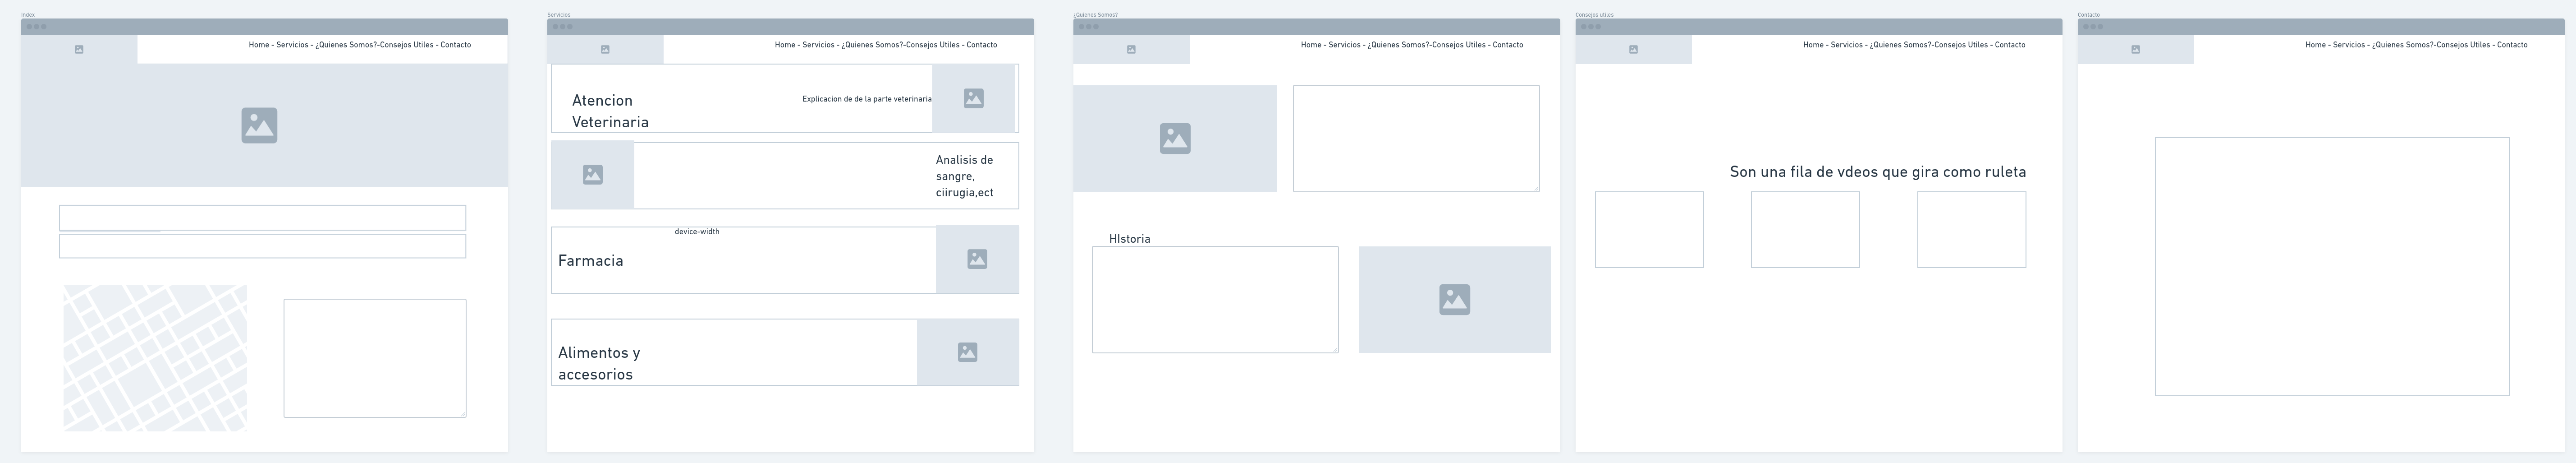 Index
Home - Servicios - ¿Quienes Somos?-Consejos Utiles - Contacto
Servicios
Home - Servicios - ¿Quienes Somos?-Consejos Utiles - Contacto
Atencion
Veterinaria
Explicacion de de la parte veterinaria
Analisis de
sangre,
ciirugia,ect
device-width
Farmacia
Alimentos y
accesorios
¿Quienes Somos?
Home - Servicios - ¿Quienes Somos?-Consejos Utiles - Contacto
HIstoria
Consejos utiles
Home - Servicios - ¿Quienes Somos?-Consejos Utiles - Contacto
Son una fila de vdeos que gira como ruleta
Contacto
Home - Servicios - ¿Quienes Somos?-Consejos Utiles - Contacto